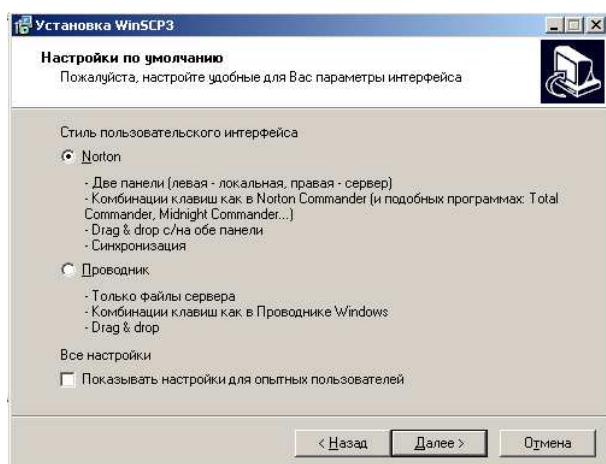 Установка WinSCP3
Настройки по умолчанию
Пожалуйста, настройте удобные для Вас параметры интерфейса
Стиль пользовательского интерфейса
Norton
- Две панели (левая - локальная, правая - сервер)
- Комбинации клавиш как в Norton Commander (и подобных программах: Total
Commander, Midnight Commander...)
- Drag & drop с/на обе панели
- Синхронизация
Проводник
- Только файлы сервера
- Комбинации клавиш как в Проводнике Windows
- Drag & drop
Все настройки
Показывать настройки для опытных пользователей
< Назад Далее > Отмена